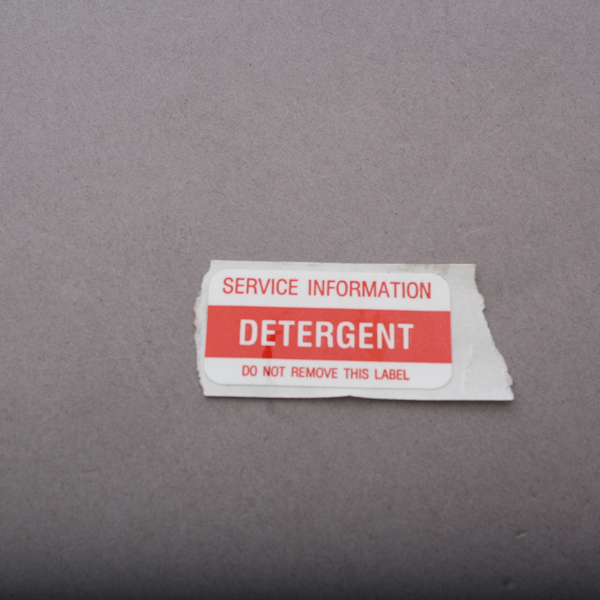 SERVICE INFORMATION
DETERGENT
DO NOT REMOVE THIS LABEL